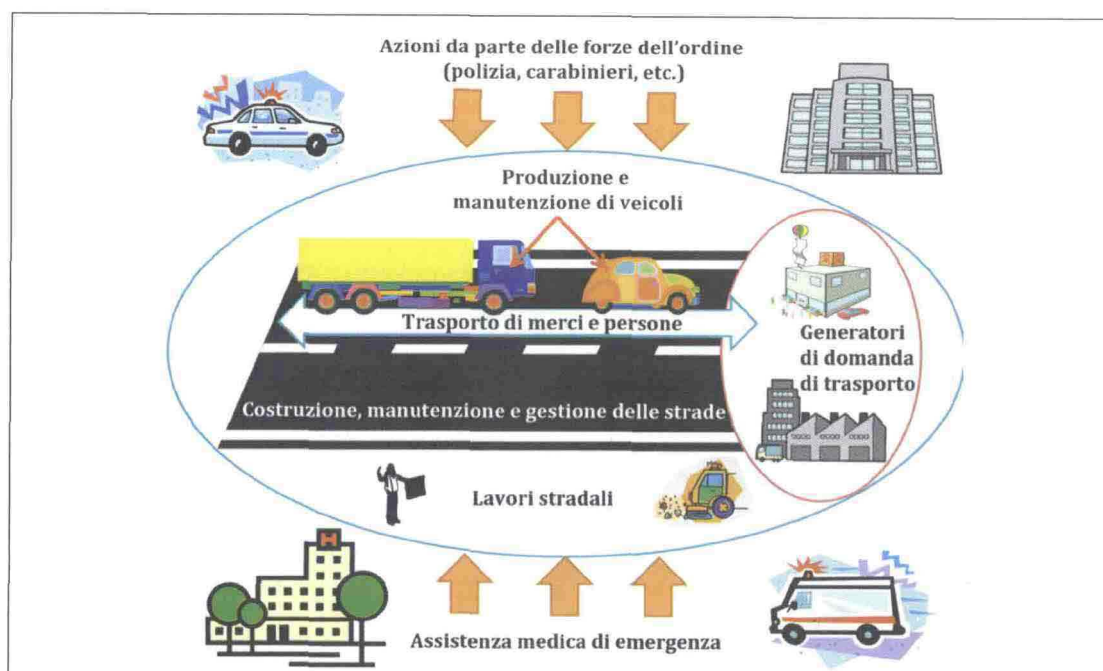 Azioni da parte delle forze dell'ordine
(polizia, carabinieri, etc.)
Produzione e
manutenzione di veicoli
Trasporto di merci e persone
Generatori
di domanda
di trasporto
Costruzione, manutenzione e gestione delle strade
Lavori stradali
H
Assistenza medica di emergenza